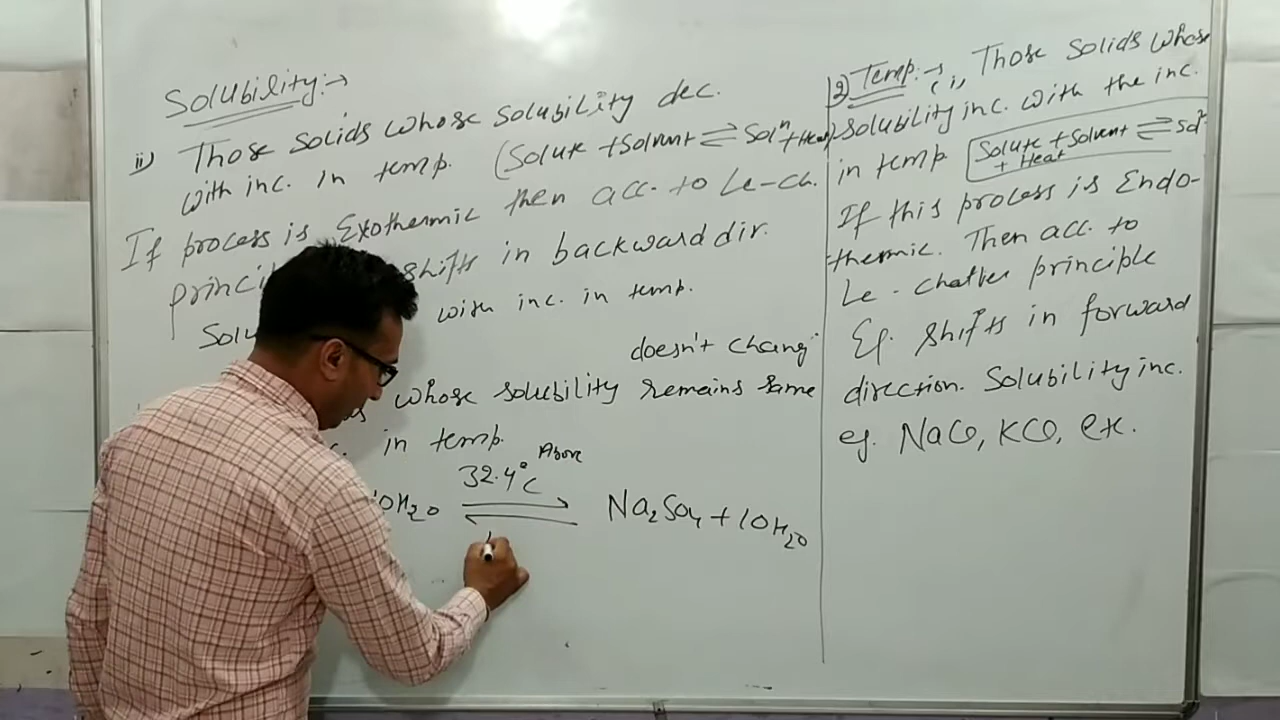 Solubility:→
ii) Those solids whose solubility dec.
with inc. in temp. (Solute + Solvent ⇌ Solⁿ + Heat)
If process is Exothermic then acc. to Le-Ch.
princi shifts in backward dir.
Solu with inc. in temp.
doesn't chang
whose solubility remains same
in temp.
32.4°C Above
10H₂O ⇌ Na₂SO₄ + 10H₂O
2) Temp:→ (i) Those solids whose
solubility inc. with the inc.
in temp [Solute + Solvent ⇌ Solⁿ
+ Heat
If this process is Endo-
thermic. Then acc. to
Le-chatlier principle
Eq. shifts in forward
direction. Solubility inc.
eg. NaCl, KCl, etc.